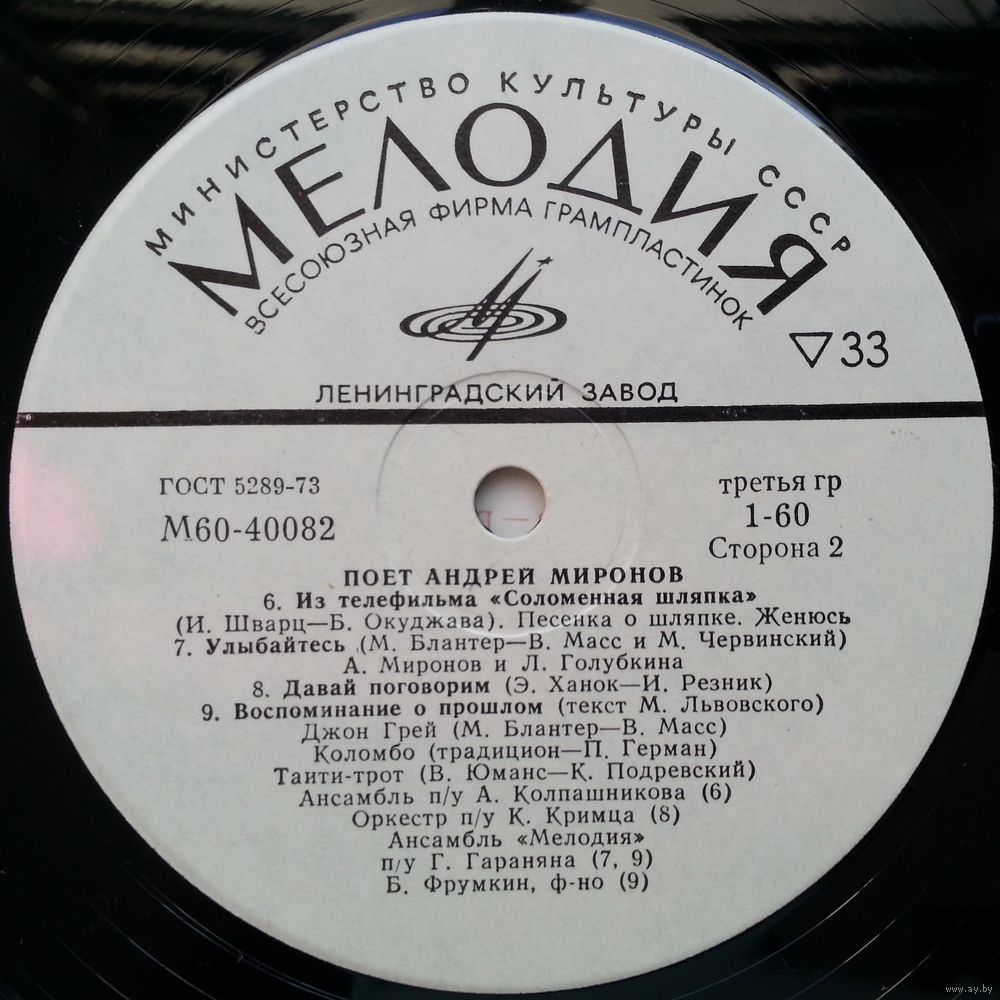 МИНИСТЕРСТВО КУЛЬТУРЫ СССР
МЕЛОДИЯ
ВСЕСОЮЗНАЯ ФИРМА ГРАМПЛАСТИНОК
33
ЛЕНИНГРАДСКИЙ ЗАВОД
ГОСТ 5289-73
третья гр
М60-40082
1-60
Сторона 2
ПОЕТ АНДРЕЙ МИРОНОВ
6. Из телефильма «Соломенная шляпка»
(И. Шварц—Б. Окуджава). Песенка о шляпке. Женюсь
7. Улыбайтесь (М. Блантер—В. Масс и М. Червинский)
А. Миронов и Л. Голубкина
8. Давай поговорим (Э. Ханок—И. Резник)
9. Воспоминание о прошлом (текст М. Львовского)
Джон Грей (М. Блантер—В. Масс)
Коломбо (традицион—П. Герман)
Таити-трот (В. Юманс—К. Подревский)
Ансамбль п/у А. Колпашникова (6)
Оркестр п/у К. Кримца (8)
Ансамбль «Мелодия»
п/у Г. Гараняна (7, 9)
Б. Фрумкин, ф-но (9)
www.ay.by